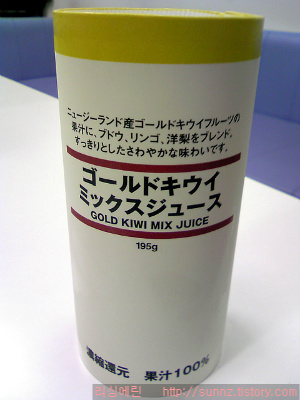 ニュージーランド産ゴールドキウイフルーツの
果汁に、ブドウ、リンゴ、洋梨をブレンド。
すっきりとしたさわやかな味わいです。
ゴールドキウイ
ミックスジュース
GOLD KIWI MIX JUICE
195g
濃縮還元 果汁100%
http://sunnz.tistory.com